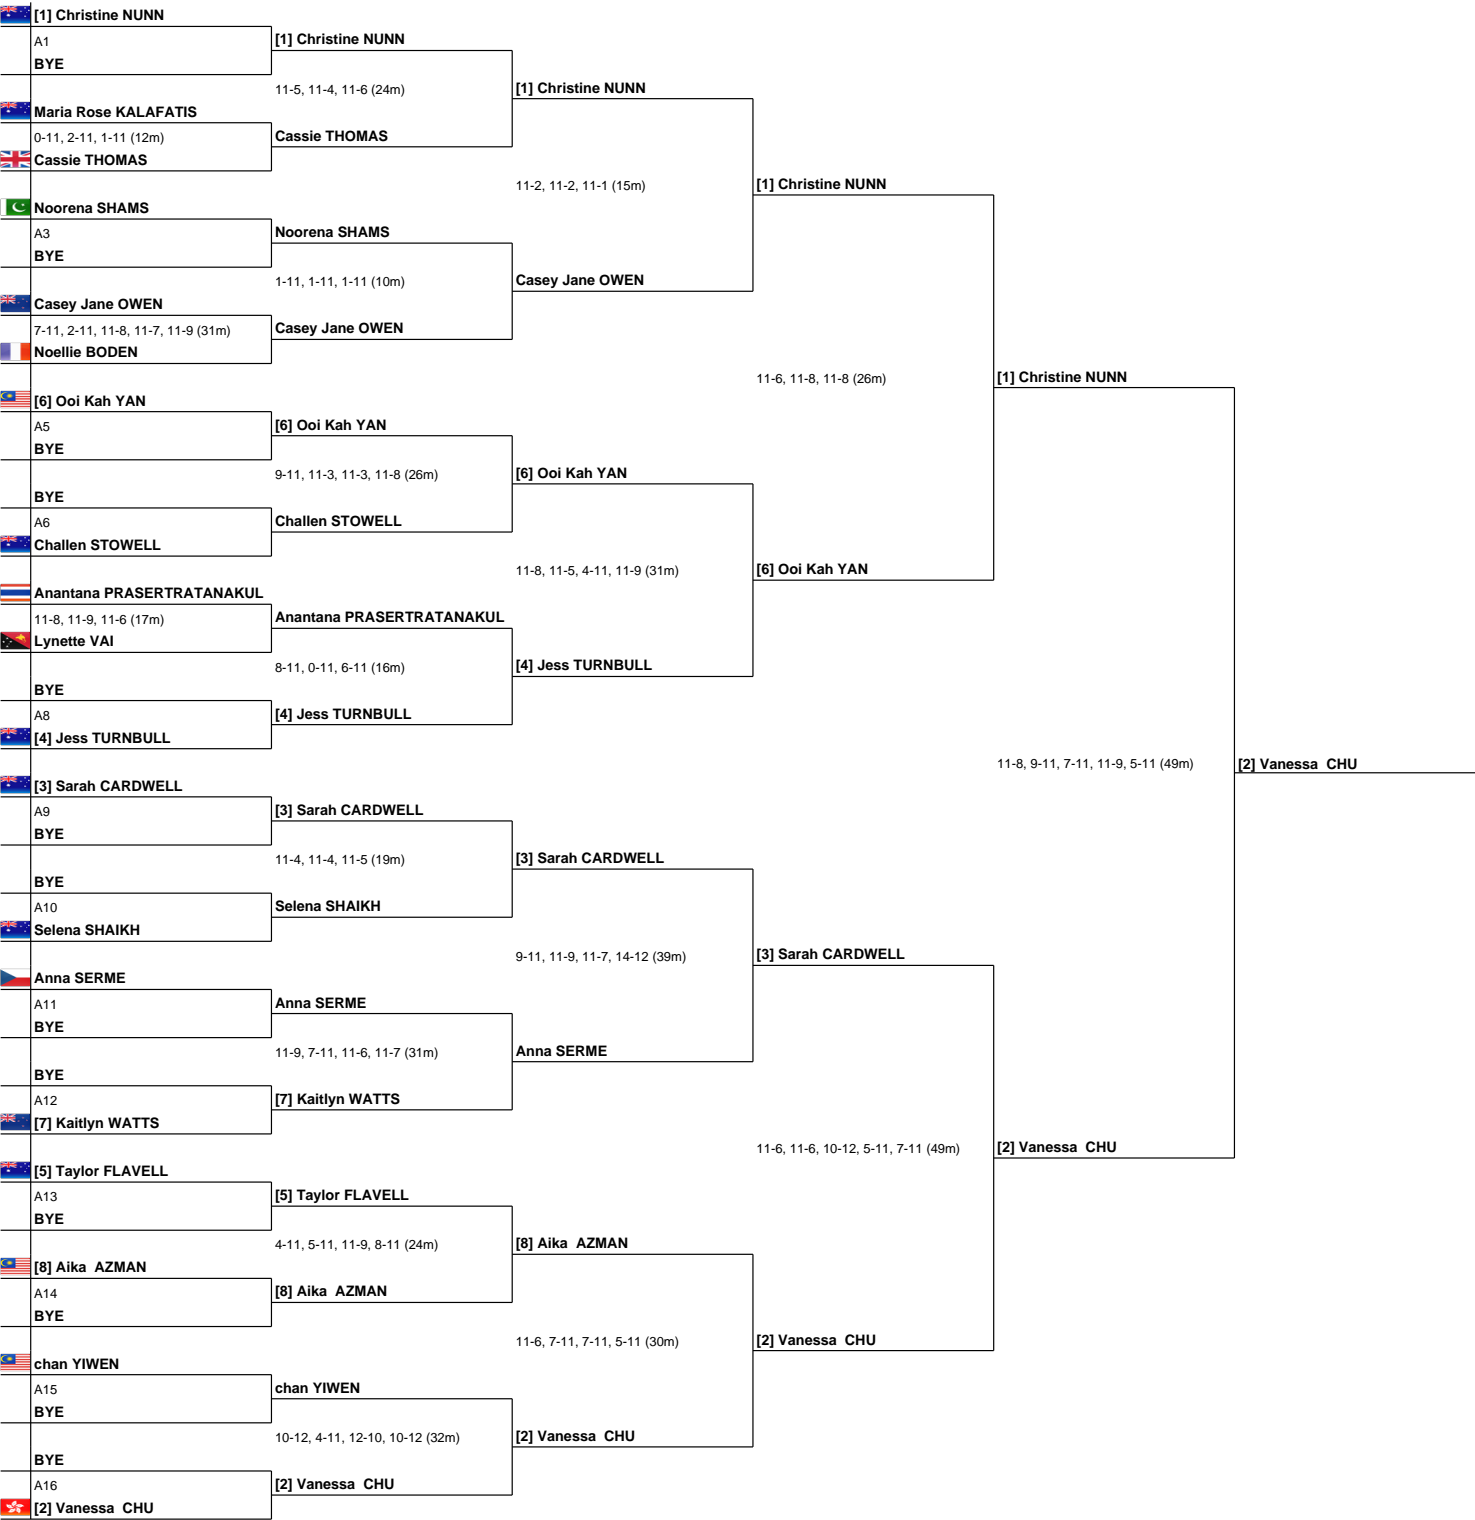 [1] Christine NUNN
A1
BYE
[1] Christine NUNN
11-5, 11-4, 11-6 (24m)
[1] Christine NUNN
Maria Rose KALAFATIS
0-11, 2-11, 1-11 (12m)
Cassie THOMAS
Cassie THOMAS
11-2, 11-2, 11-1 (15m)
[1] Christine NUNN
Noorena SHAMS
A3
BYE
Noorena SHAMS
1-11, 1-11, 1-11 (10m)
Casey Jane OWEN
Casey Jane OWEN
7-11, 2-11, 11-8, 11-7, 11-9 (31m)
Noellie BODEN
Casey Jane OWEN
11-6, 11-8, 11-8 (26m)
[1] Christine NUNN
[6] Ooi Kah YAN
A5
BYE
[6] Ooi Kah YAN
9-11, 11-3, 11-3, 11-8 (26m)
[6] Ooi Kah YAN
BYE
A6
Challen STOWELL
Challen STOWELL
11-8, 11-5, 4-11, 11-9 (31m)
[6] Ooi Kah YAN
Anantana PRASERTRATANAKUL
11-8, 11-9, 11-6 (17m)
Lynette VAI
Anantana PRASERTRATANAKUL
8-11, 0-11, 6-11 (16m)
[4] Jess TURNBULL
BYE
A8
[4] Jess TURNBULL
[4] Jess TURNBULL
11-8, 9-11, 7-11, 11-9, 5-11 (49m)
[2] Vanessa  CHU
[3] Sarah CARDWELL
A9
BYE
[3] Sarah CARDWELL
11-4, 11-4, 11-5 (19m)
[3] Sarah CARDWELL
BYE
A10
Selena SHAIKH
Selena SHAIKH
9-11, 11-9, 11-7, 14-12 (39m)
[3] Sarah CARDWELL
Anna SERME
A11
BYE
Anna SERME
11-9, 7-11, 11-6, 11-7 (31m)
Anna SERME
BYE
A12
[7] Kaitlyn WATTS
[7] Kaitlyn WATTS
11-6, 11-6, 10-12, 5-11, 7-11 (49m)
[2] Vanessa  CHU
[5] Taylor FLAVELL
A13
BYE
[5] Taylor FLAVELL
4-11, 5-11, 11-9, 8-11 (24m)
[8] Aika  AZMAN
[8] Aika  AZMAN
A14
BYE
[8] Aika  AZMAN
11-6, 7-11, 7-11, 5-11 (30m)
[2] Vanessa  CHU
chan YIWEN
A15
BYE
chan YIWEN
10-12, 4-11, 12-10, 10-12 (32m)
[2] Vanessa  CHU
BYE
A16
[2] Vanessa  CHU
[2] Vanessa  CHU